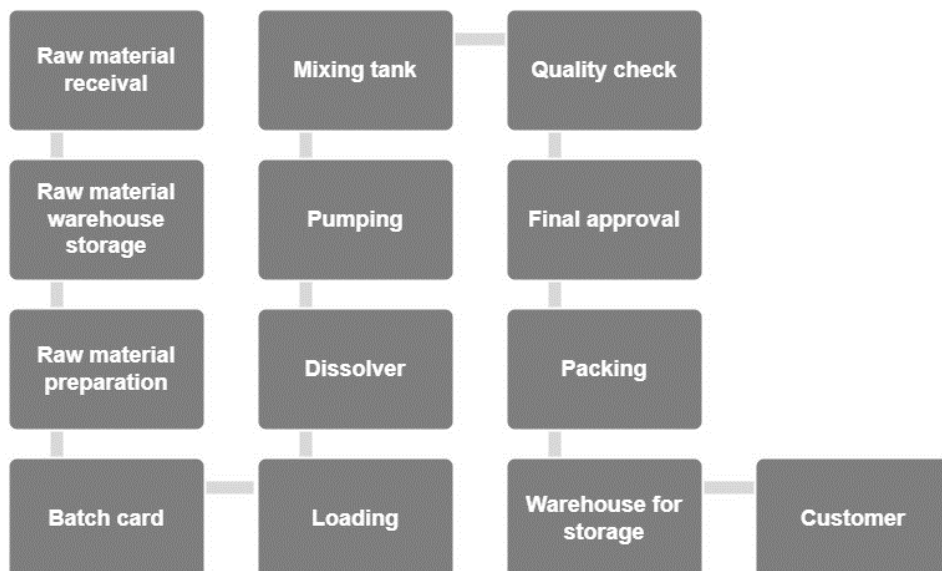 Raw material
receival
Raw material
warehouse
storage
Raw material
preparation
Batch card
Loading
Dissolver
Pumping
Mixing tank
Quality check
Final approval
Packing
Warehouse for
storage
Customer